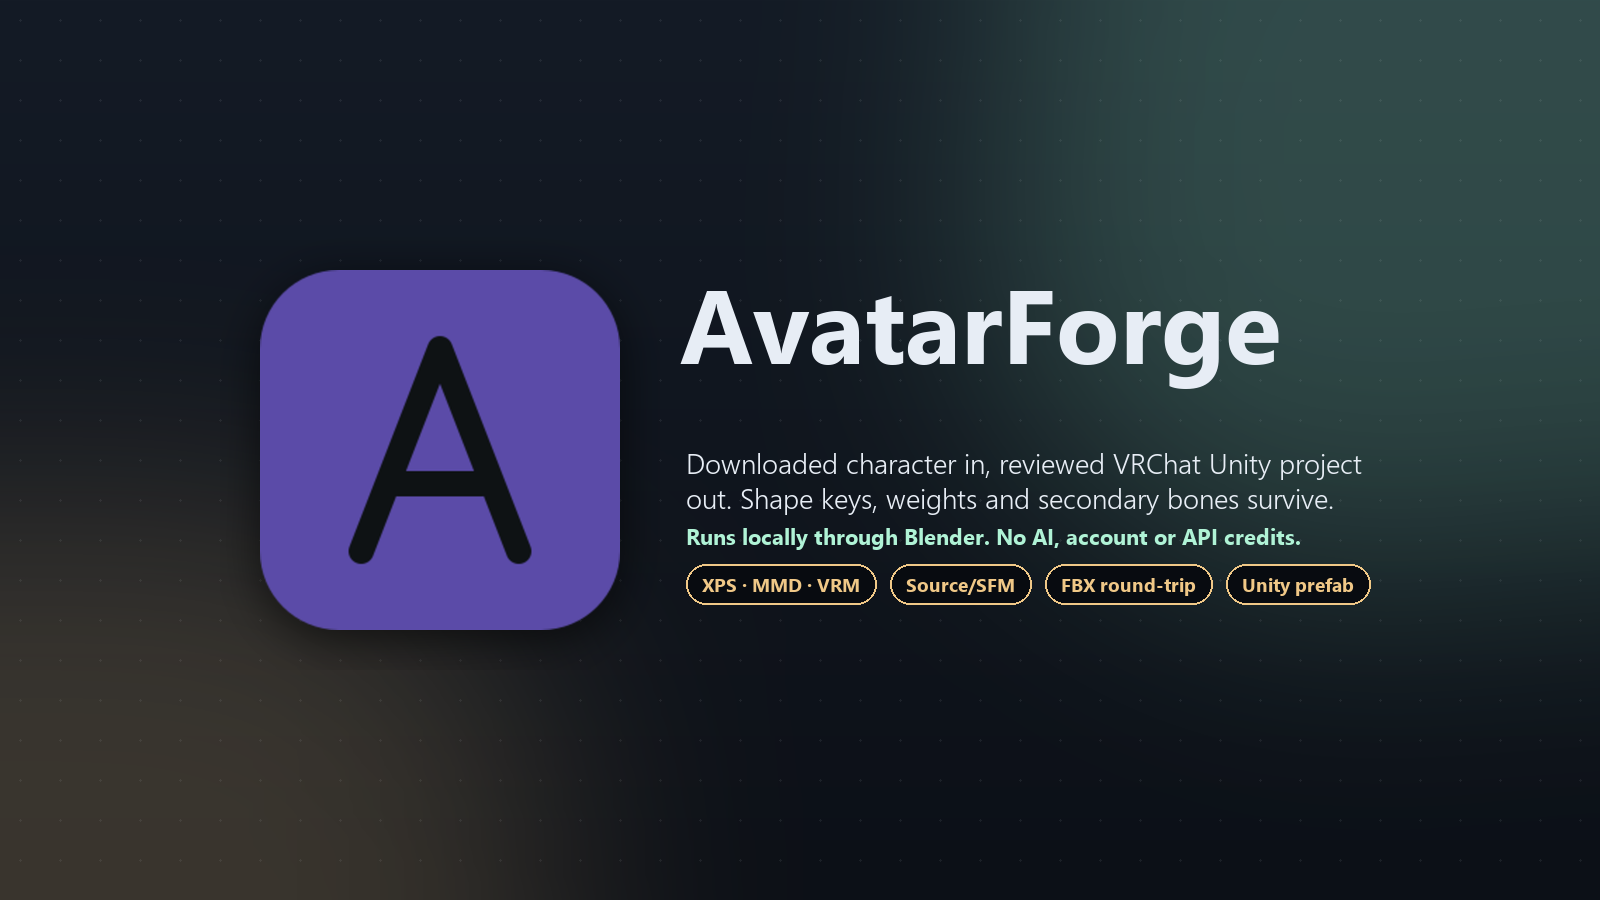 A
AvatarForge
Downloaded character in, reviewed VRChat Unity project
out. Shape keys, weights and secondary bones survive.
Runs locally through Blender. No AI, account or API credits.
XPS · MMD · VRM Source/SFM FBX round-trip Unity prefab